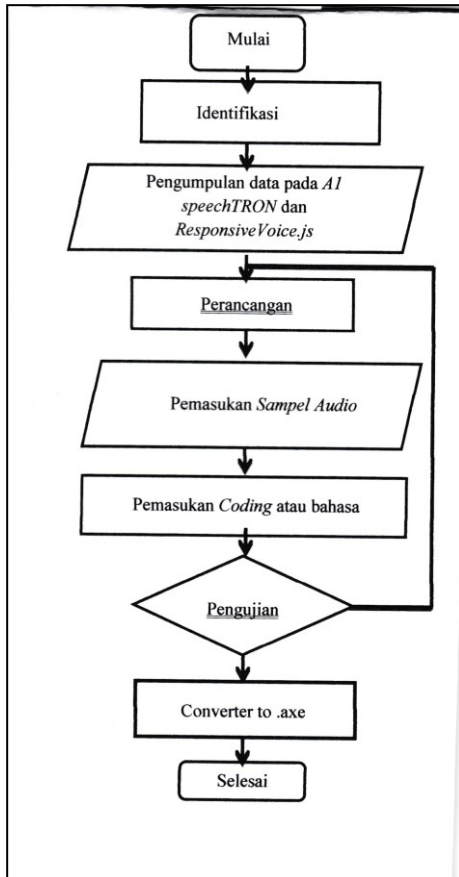 Mulai
Identifikasi
Pengumpulan data pada A1
speechTRON dan
ResponsiveVoice.js
Perancangan
Pemasukan Sampel Audio
Pemasukan Coding atau bahasa
Pengujian
Converter to .axe
Selesai